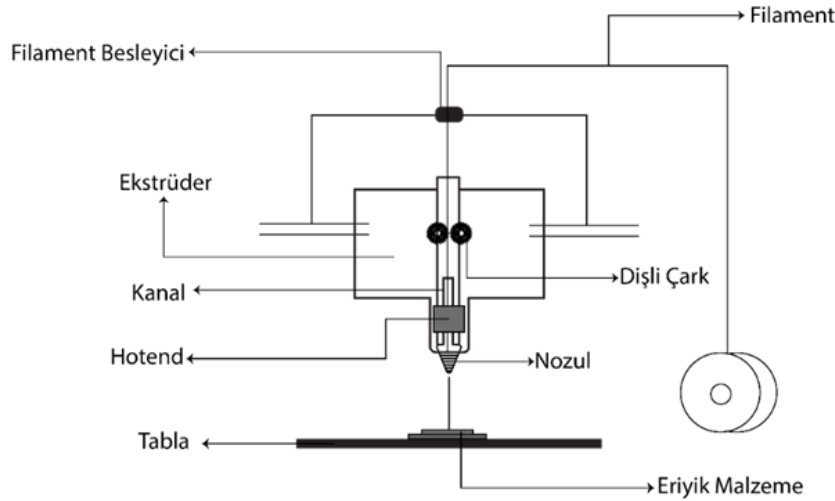 Filament
Filament Besleyici
Ekstrüder
Dişli Çark
Kanal
Hotend
Nozul
Tabla
Eriyik Malzeme